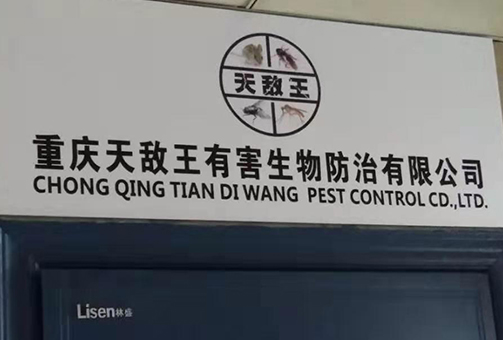 天敌王
重庆天敌王有害生物防治有限公司
CHONG QING TIAN DI WANG PEST CONTROL CD.,LTD.
Lisen林盛